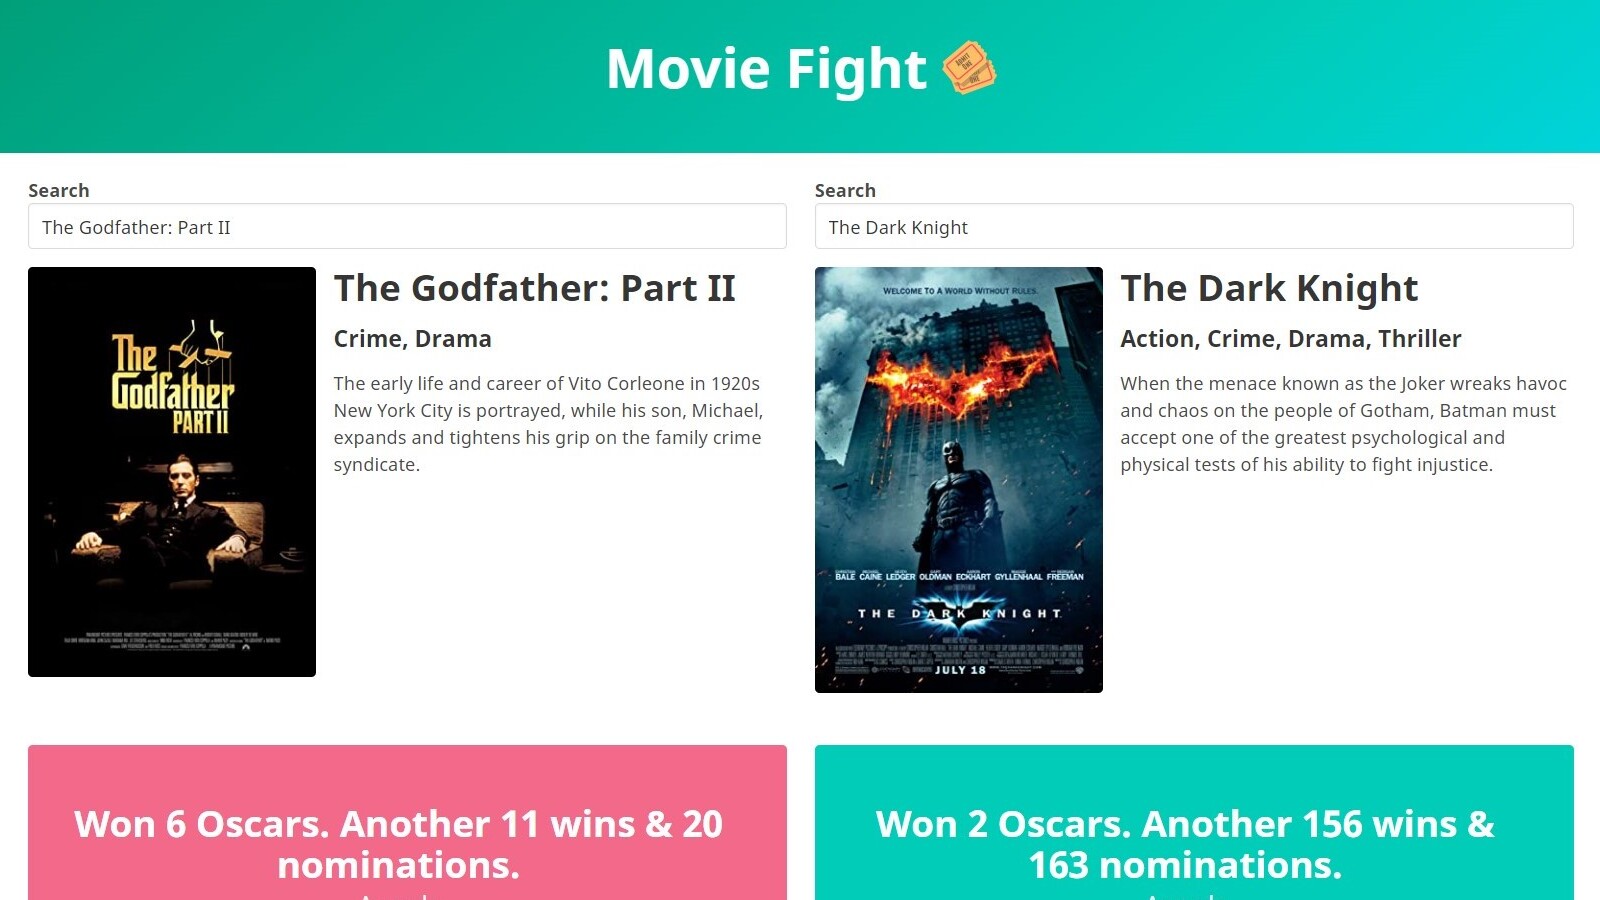 Movie Fight
Search
The Godfather: Part II
The Godfather
PART II
The Godfather: Part II
Crime, Drama
The early life and career of Vito Corleone in 1920s
New York City is portrayed, while his son, Michael,
expands and tightens his grip on the family crime
syndicate.
Won 6 Oscars. Another 11 wins & 20
nominations.
Search
The Dark Knight
WELCOME TO A WORLD WITHOUT RULES.
BALE CAINE LEDGER OLDMAN ECKHART GYLLENHAAL FREEMAN
THE DARK KNIGHT
JULY 18
The Dark Knight
Action, Crime, Drama, Thriller
When the menace known as the Joker wreaks havoc
and chaos on the people of Gotham, Batman must
accept one of the greatest psychological and
physical tests of his ability to fight injustice.
Won 2 Oscars. Another 156 wins &
163 nominations.